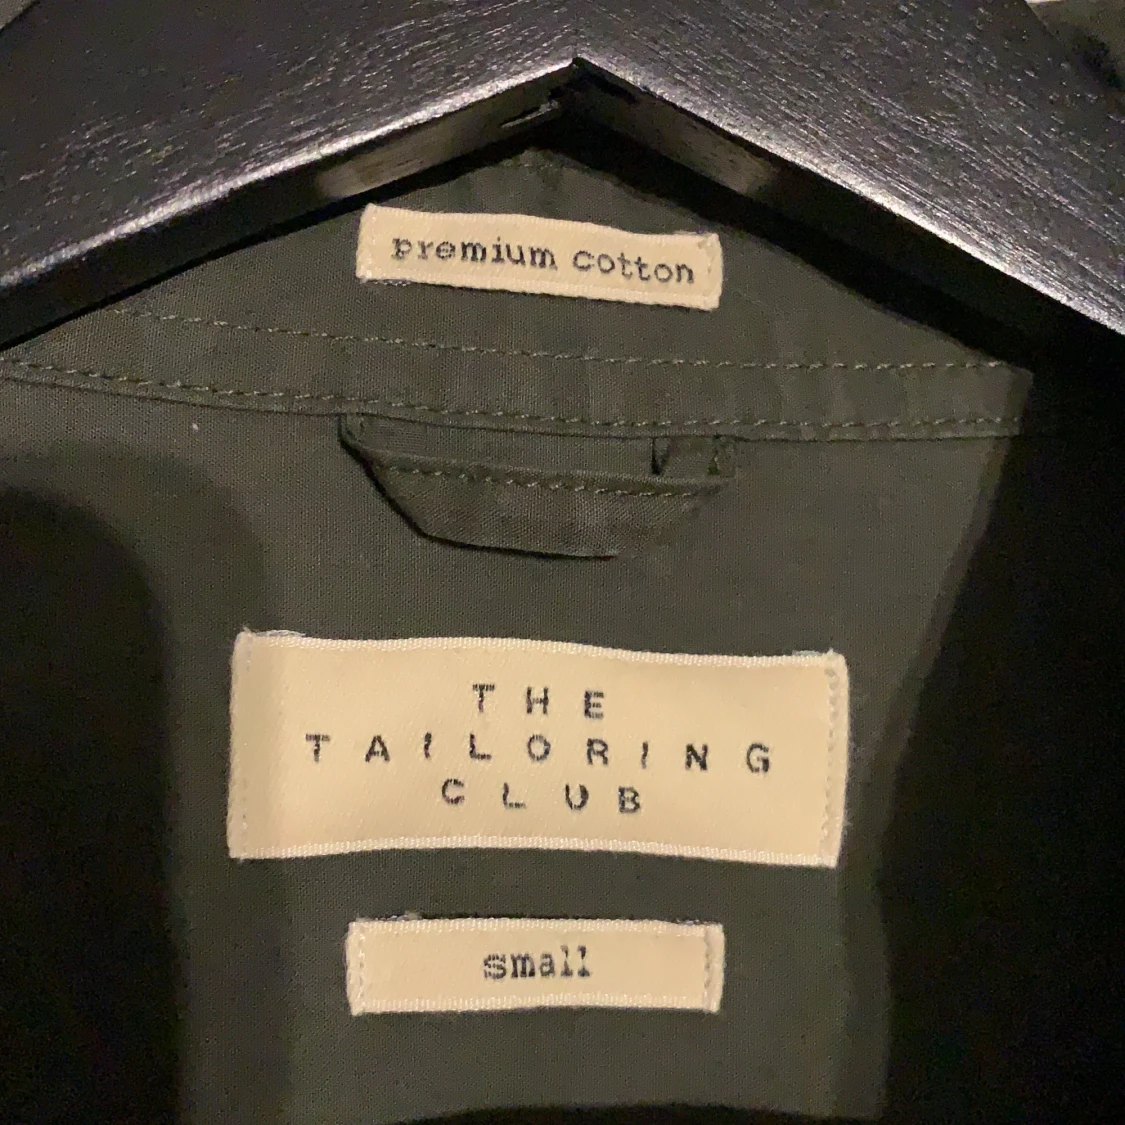 premium cotton
THE
TAILORING
CLUB
small